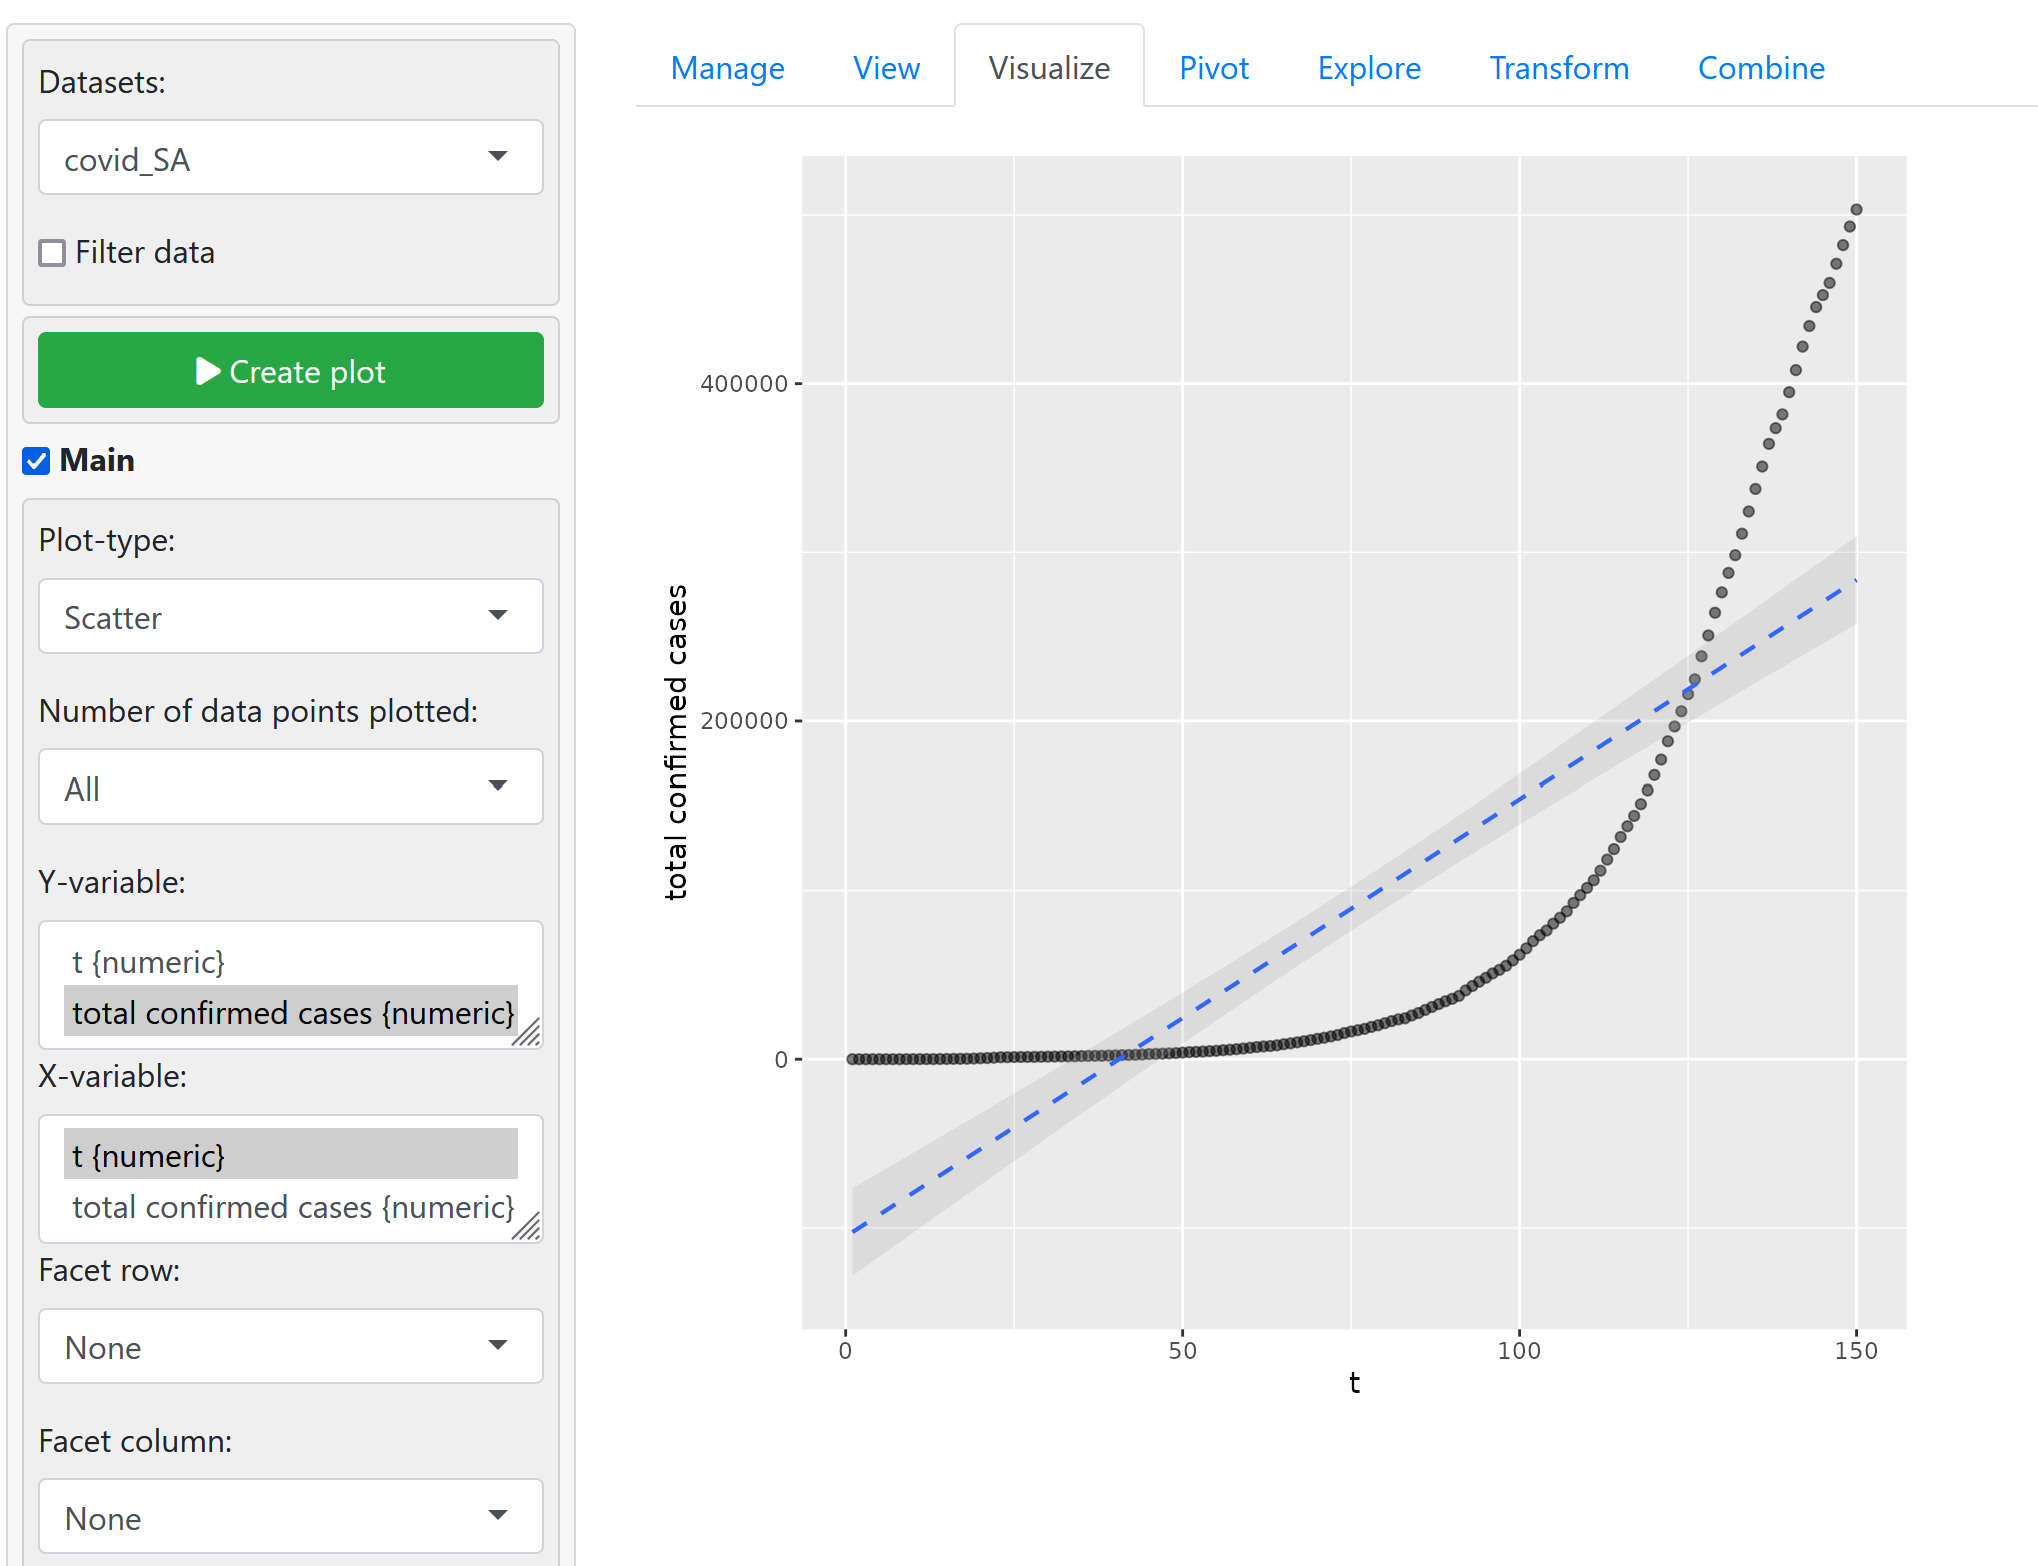 Datasets:
covid_SA
Filter data
Create plot
Main
Plot-type:
Scatter
Number of data points plotted:
All
Y-variable:
t {numeric}
total confirmed cases {numeric}
X-variable:
t {numeric}
total confirmed cases {numeric}
Facet row:
None
Facet column:
None
Manage View Visualize Pivot Explore Transform Combine
400000
200000
0
total confirmed cases
0 50 100 150
t